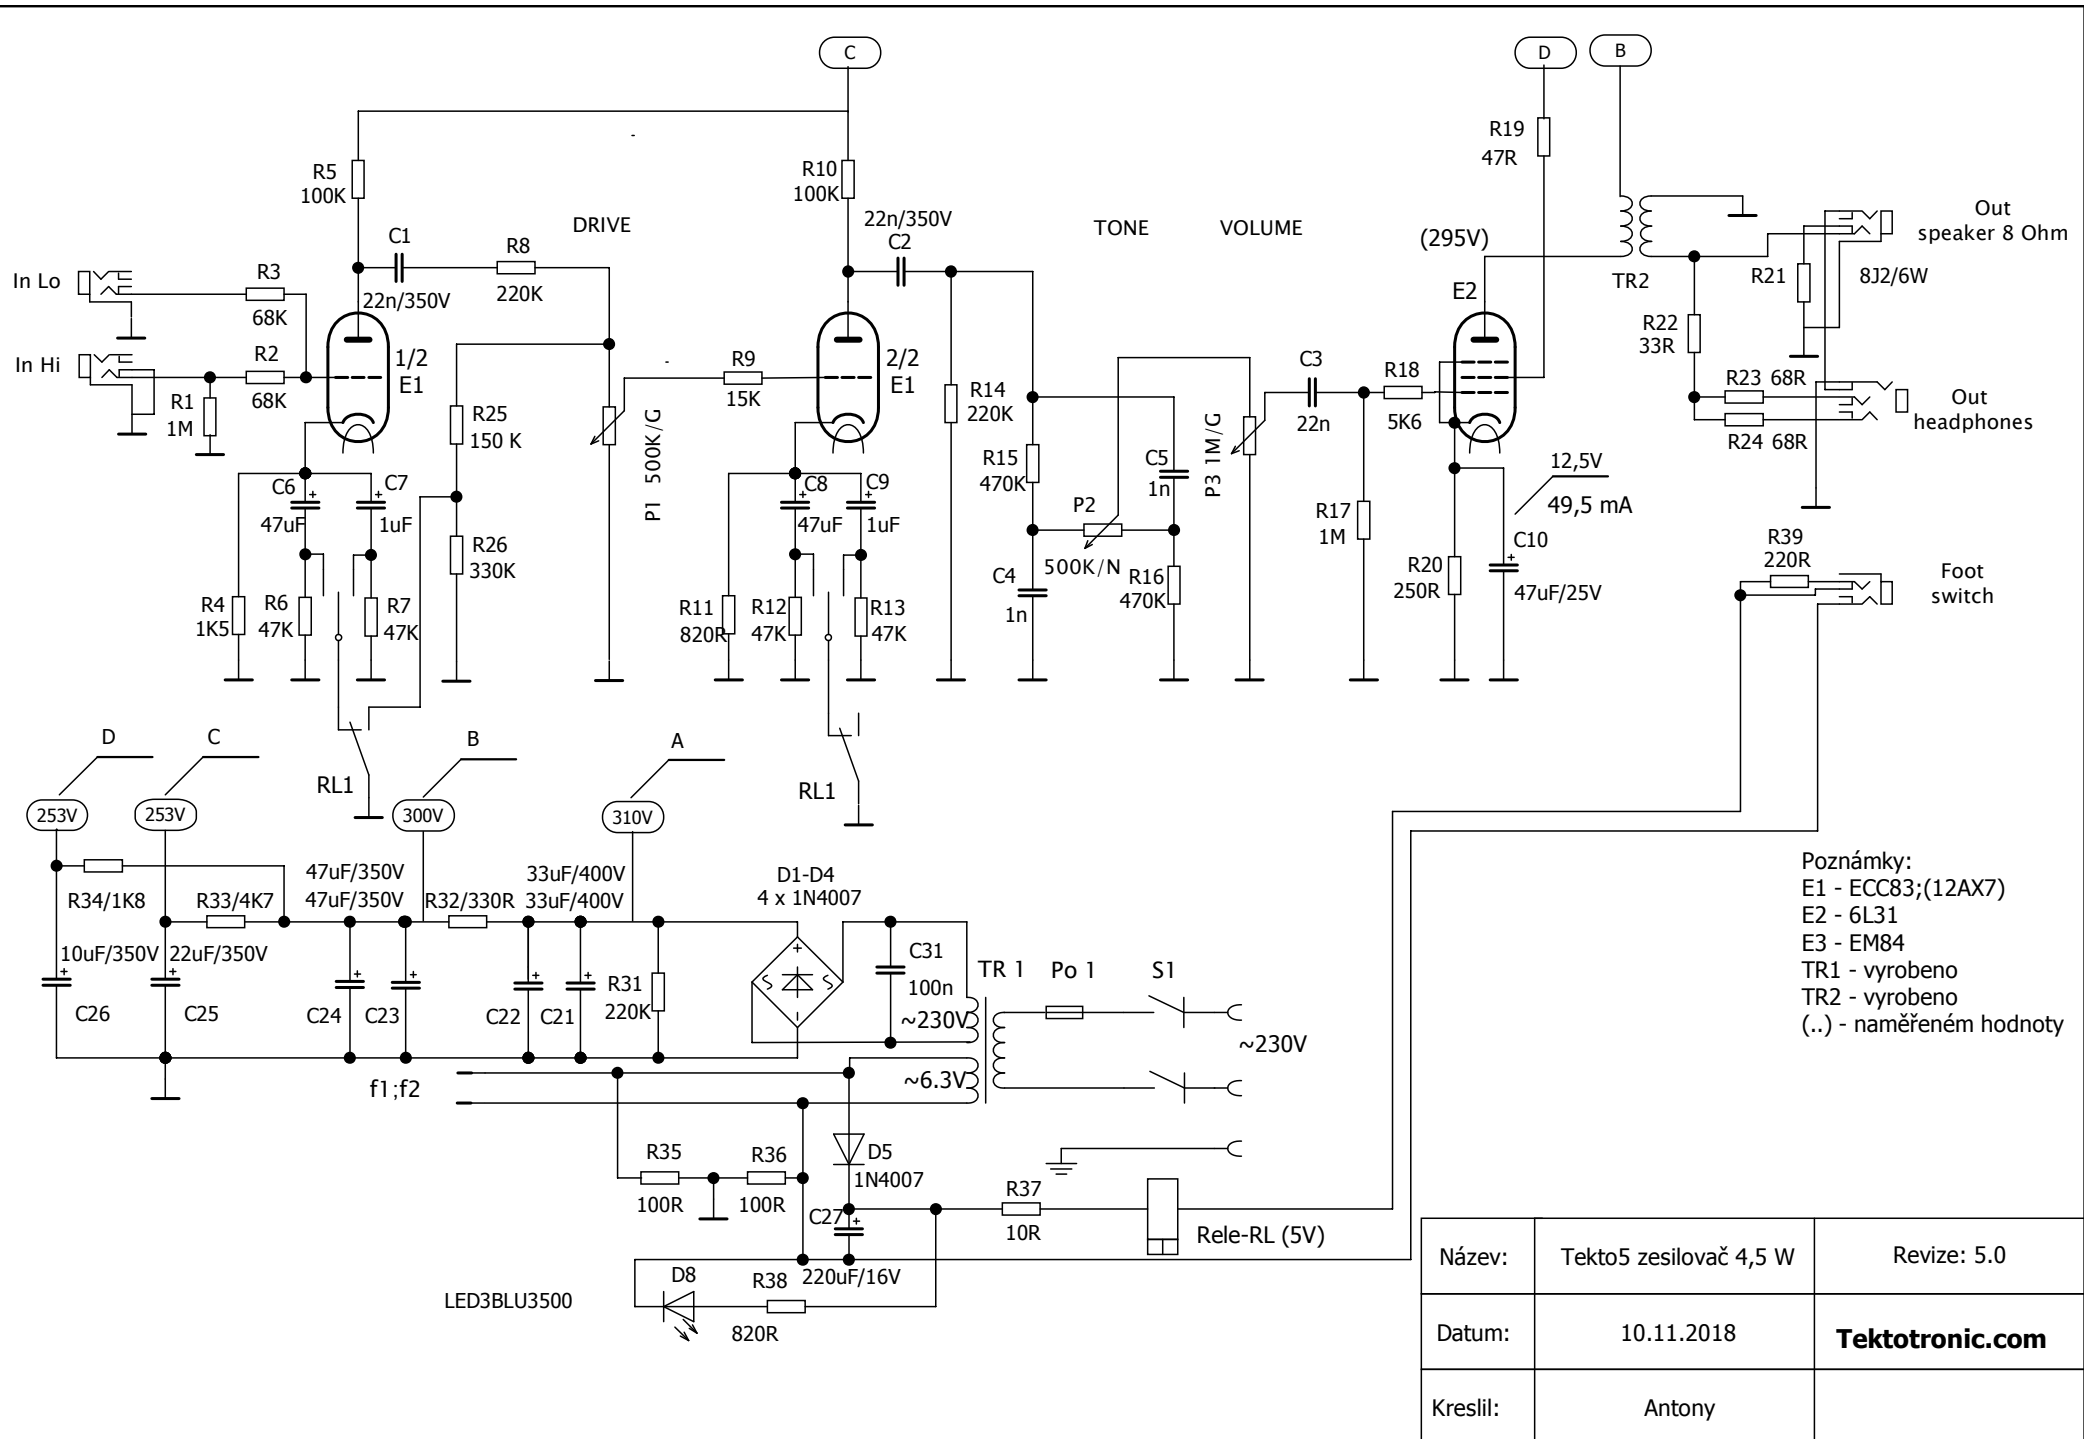 C
D
B
R19
47R
R5
100K
R10
100K
22n/350V
C2
DRIVE
TONE
VOLUME
(295V)
Out
speaker 8 Ohm
C1
22n/350V
R8
220K
In Lo
R3
68K
In Hi
R2
68K
R1
1M
1/2
E1
R9
15K
2/2
E1
E2
TR2
R21
8J2/6W
R22
33R
R23 68R
R24 68R
Out
headphones
C3
22n
R18
5K6
R14
220K
R25
150 K
P1 500K/G
P3 1M/G
R15
470K
C5
1n
P2
500K/N
C6
47uF
C7
1uF
C8
47uF
C9
1uF
R17
1M
12,5V
49,5 mA
C10
47uF/25V
R20
250R
R26
330K
C4
1n
R16
470K
R39
220R
Foot
switch
R4
1K5
R6
47K
R7
47K
R11
820R
R12
47K
R13
47K
RL1
RL1
D
C
B
A
253V
253V
300V
310V
47uF/350V
47uF/350V
33uF/400V
33uF/400V
D1-D4
4 x 1N4007
R34/1K8
R33/4K7
R32/330R
10uF/350V
22uF/350V
C26
C25
C24
C23
C22
C21
R31
220K
C31
100n
TR 1
Po 1
S1
~230V
~230V
~6.3V
f1;f2
R35
100R
R36
100R
D5
1N4007
C27
220uF/16V
R37
10R
Rele-RL (5V)
D8
LED3BLU3500
R38
820R
Poznámky:
E1 - ECC83;(12AX7)
E2 - 6L31
E3 - EM84
TR1 - vyrobeno
TR2 - vyrobeno
(..) - naměřeném hodnoty
Název:
Tekto5 zesilovač 4,5 W
Revize: 5.0
Datum:
10.11.2018
Tektotronic.com
Kreslil:
Antony